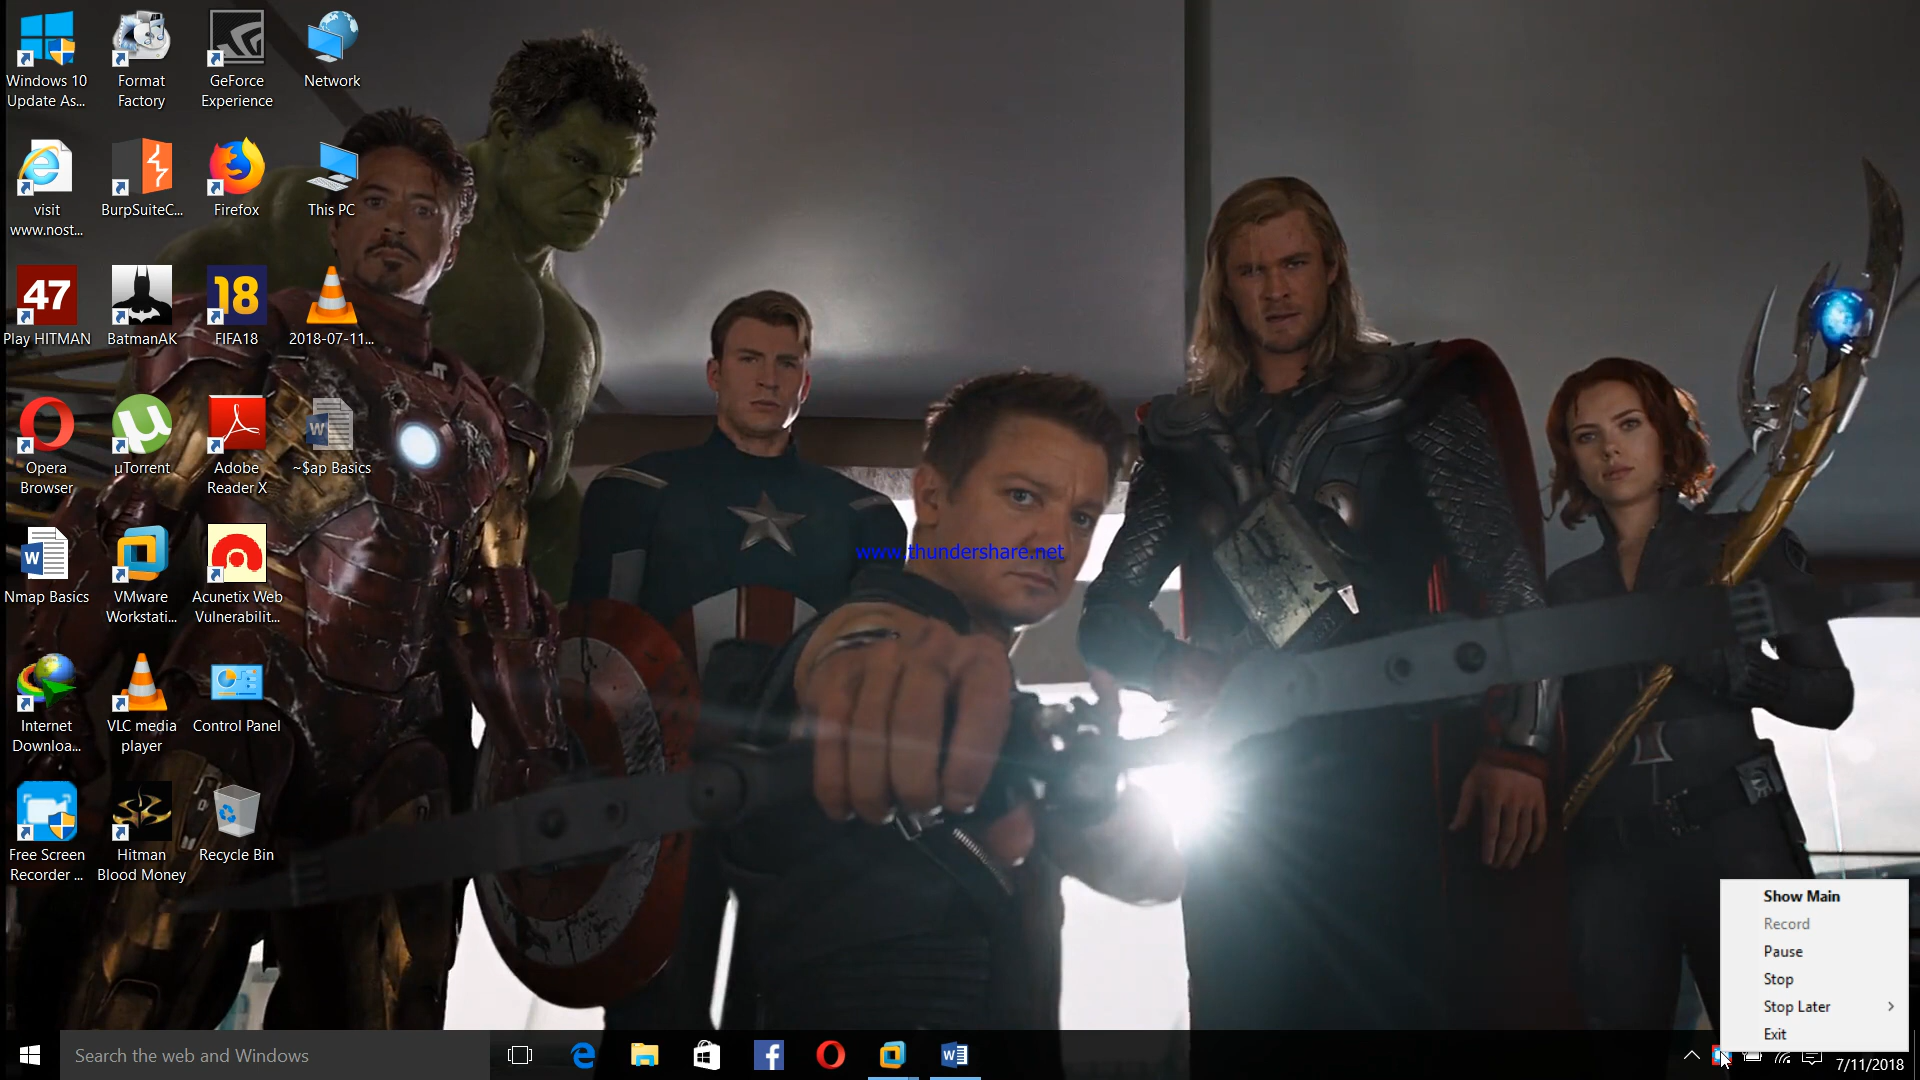 Windows 10
Update As...
Format
Factory
GeForce
Experience
Network
visit
www.nost...
BurpSuiteC...
Firefox
This PC
47
Play HITMAN
BatmanAK
18
FIFA18
2018-07-11...
Opera
Browser
µTorrent
Adobe
Reader X
~$ap Basics
www.thundershare.net
Nmap Basics
VMware
Workstati...
Acunetix Web
Vulnerabilit...
Internet
Downloa...
VLC media
player
Control Panel
Free Screen
Recorder ...
Hitman
Blood Money
Recycle Bin
Show Main
Record
Pause
Stop
Stop Later
Exit
Search the web and Windows
7/11/2018